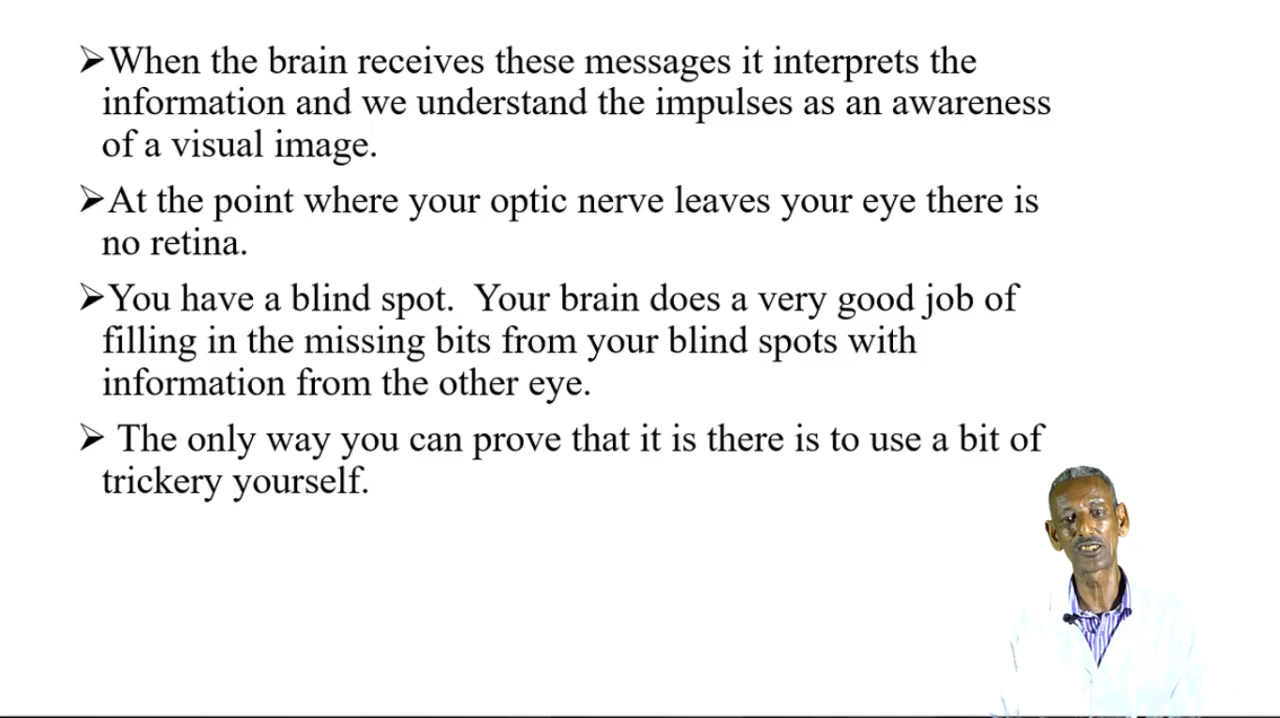 ➢When the brain receives these messages it interprets the
information and we understand the impulses as an awareness
of a visual image.
➢At the point where your optic nerve leaves your eye there is
no retina.
➢You have a blind spot.  Your brain does a very good job of
filling in the missing bits from your blind spots with
information from the other eye.
➢ The only way you can prove that it is there is to use a bit of
trickery yourself.